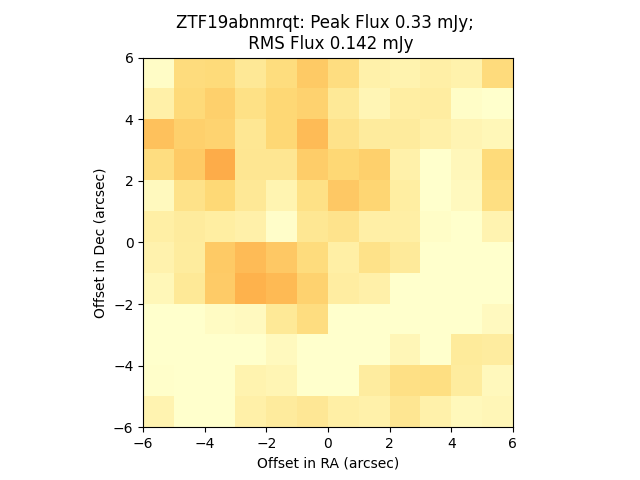 ZTF19abnmrqt: Peak Flux 0.33 mJy;
RMS Flux 0.142 mJy
6
4
2
0
−2
−4
−6
Offset in Dec (arcsec)
−6 −4 −2 0 2 4 6
Offset in RA (arcsec)